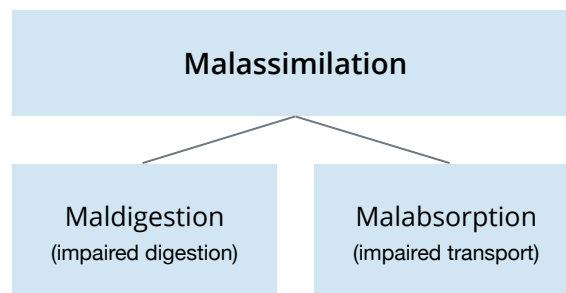 Malassimilation
Maldigestion
(impaired digestion)
Malabsorption
(impaired transport)